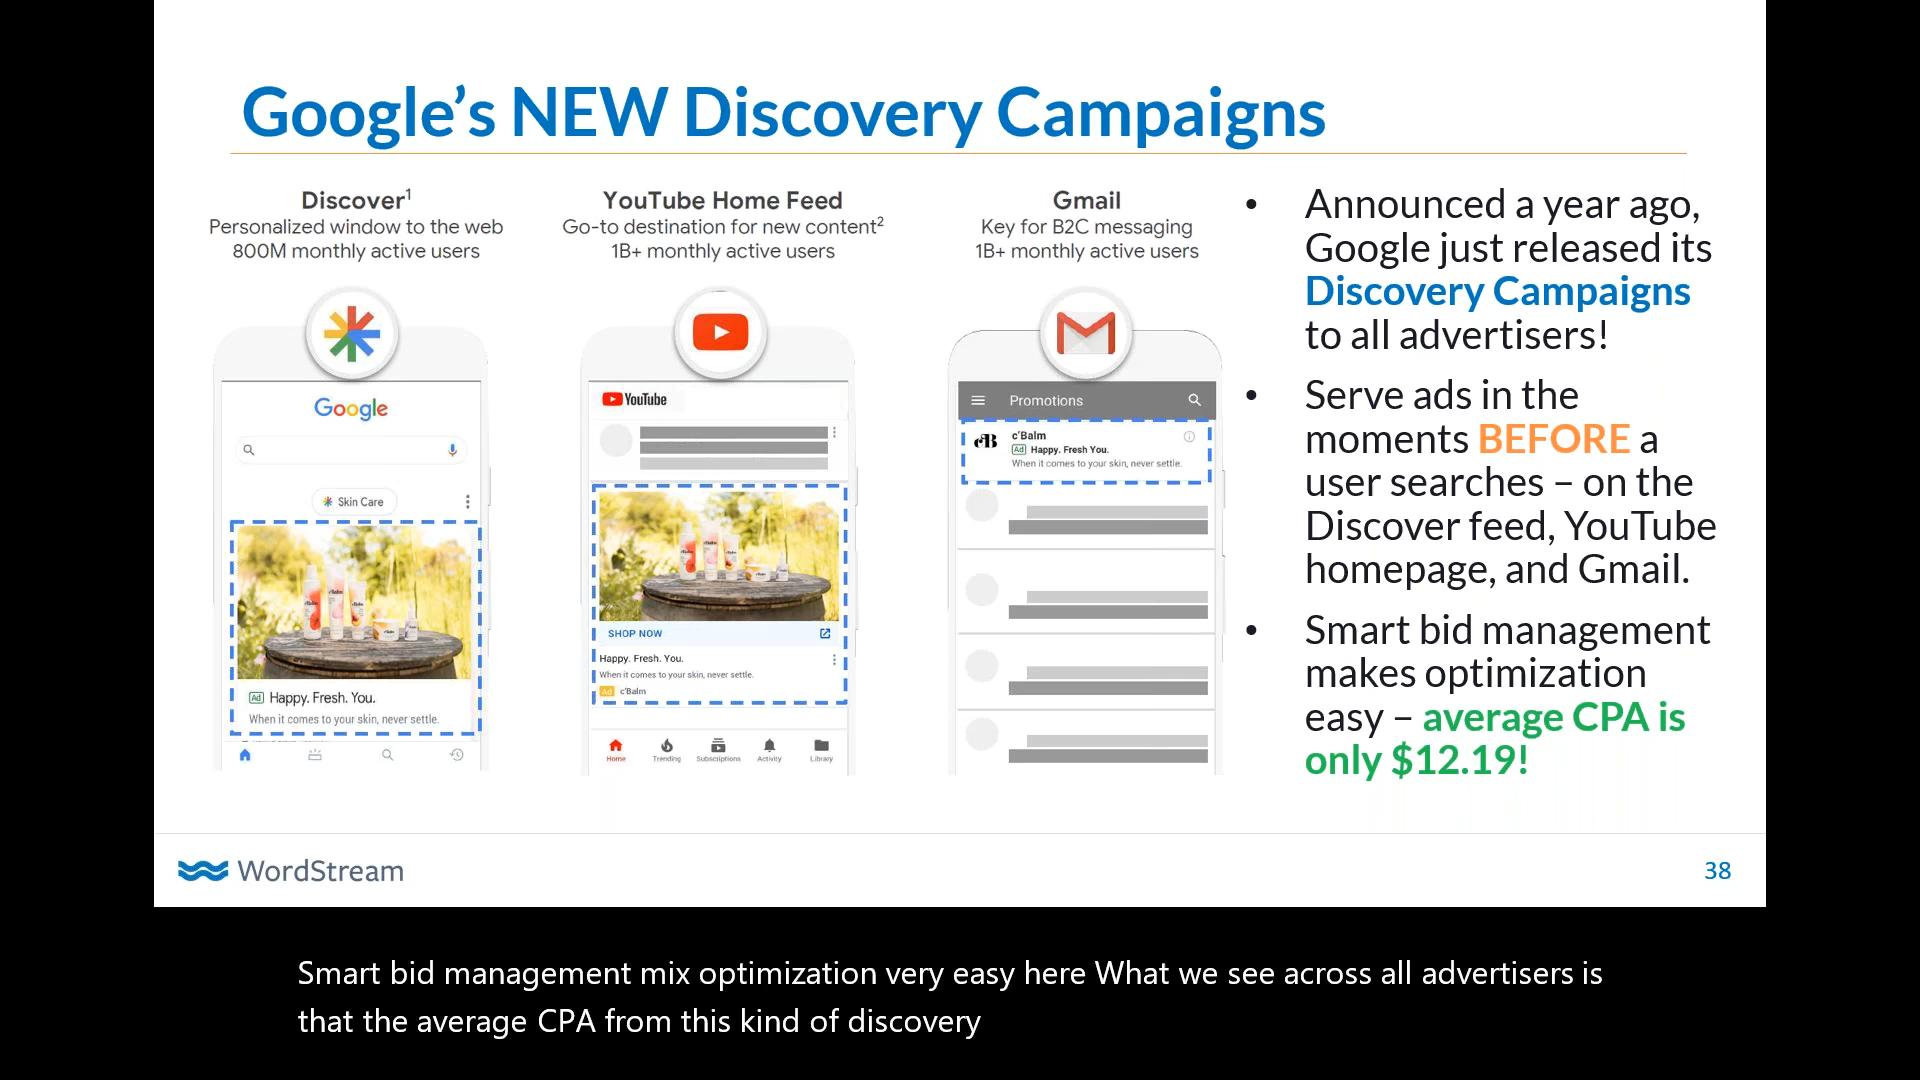 Google’s NEW Discovery Campaigns
Discover1
Personalized window to the web
800M monthly active users
Google
Skin Care
Ad Happy. Fresh. You.
When it comes to your skin, never settle.
YouTube Home Feed
Go-to destination for new content2
1B+ monthly active users
YouTube
SHOP NOW
Happy. Fresh. You.
When it comes to your skin, never settle.
Ad c'Balm
Home Trending Subscriptions Activity Library
Gmail
Key for B2C messaging
1B+ monthly active users
Promotions
cB
c'Balm
Ad Happy. Fresh. You.
When it comes to your skin, never settle.
• Announced a year ago,
Google just released its
Discovery Campaigns
to all advertisers!
• Serve ads in the
moments BEFORE a
user searches – on the
Discover feed, YouTube
homepage, and Gmail.
• Smart bid management
makes optimization
easy – average CPA is
only $12.19!
WordStream
38
Smart bid management mix optimization very easy here What we see across all advertisers is
that the average CPA from this kind of discovery